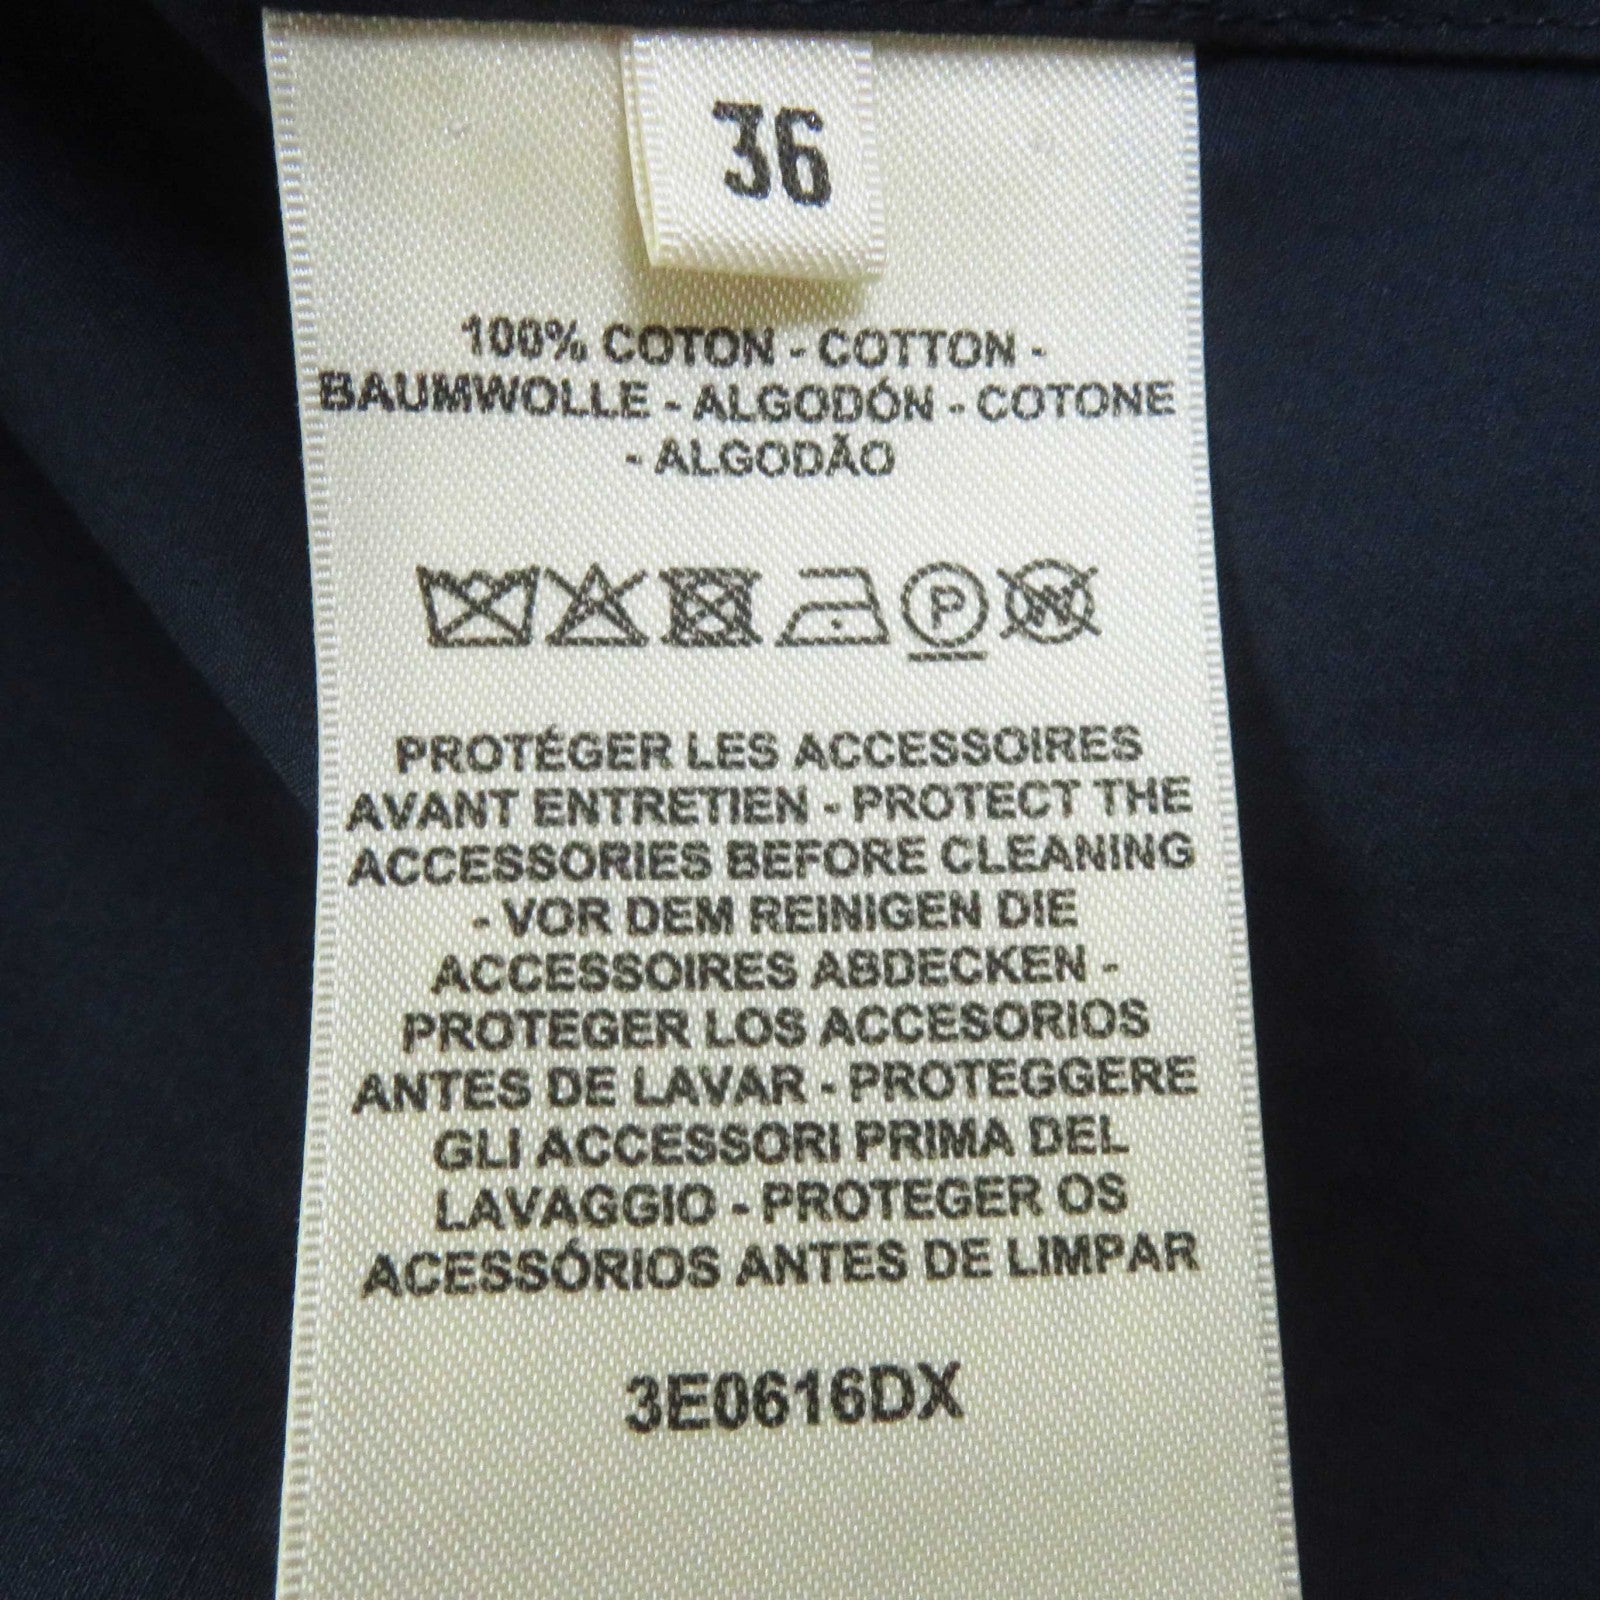 36
100% COTON - COTTON -
BAUMWOLLE - ALGODÓN - COTONE
- ALGODÃO
P W
PROTÉGER LES ACCESSOIRES
AVANT ENTRETIEN - PROTECT THE
ACCESSORIES BEFORE CLEANING
- VOR DEM REINIGEN DIE
ACCESSOIRES ABDECKEN -
PROTEGER LOS ACCESORIOS
ANTES DE LAVAR - PROTEGGERE
GLI ACCESSORI PRIMA DEL
LAVAGGIO - PROTEGER OS
ACESSÓRIOS ANTES DE LIMPAR
3E0616DX